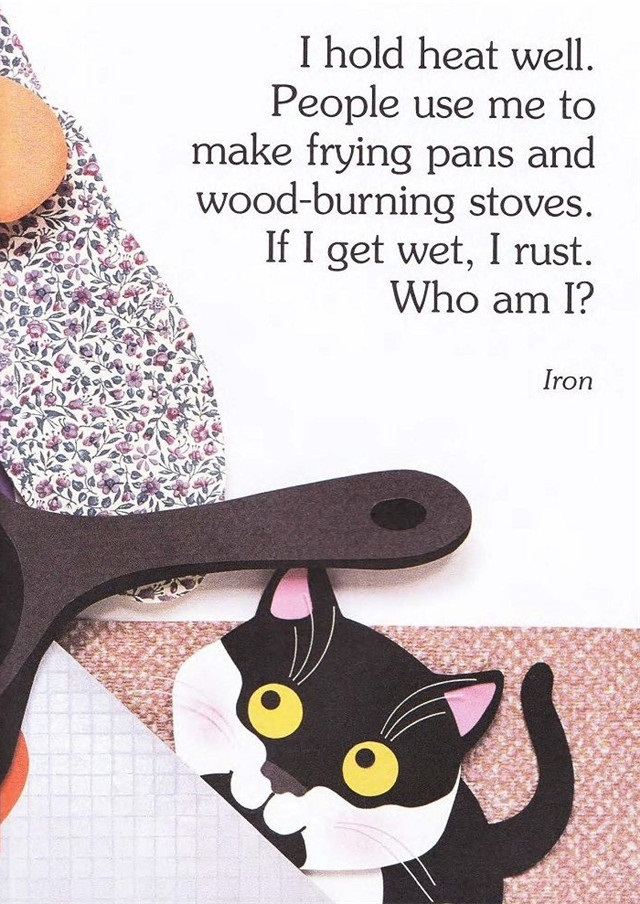 I hold heat well.
People use me to
make frying pans and
wood-burning stoves.
If I get wet, I rust.
Who am I?
Iron